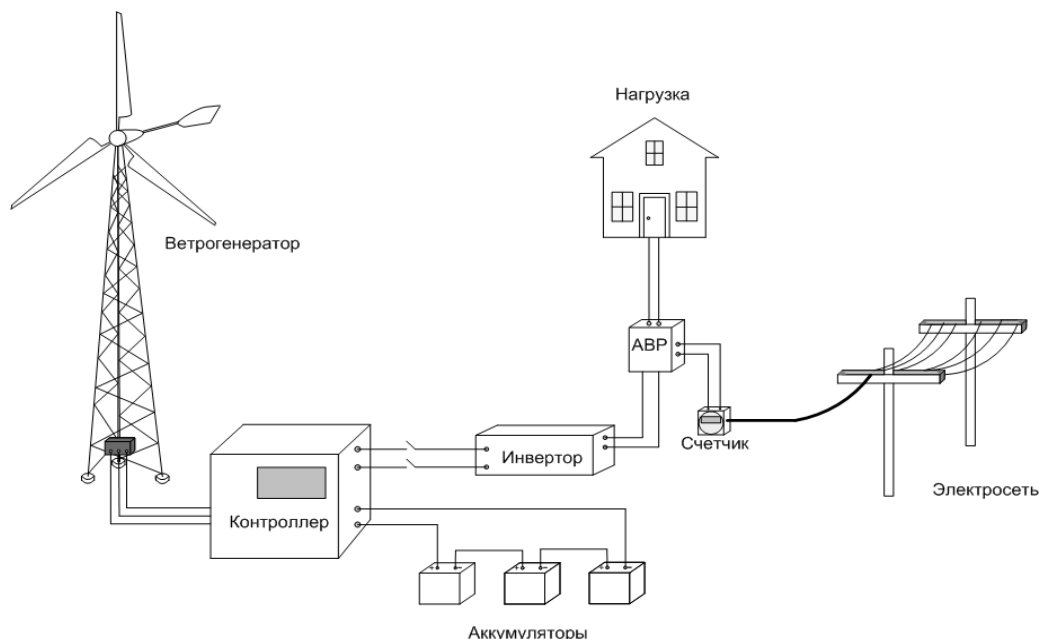 Нагрузка
Ветрогенератор
АВР
Счетчик
Инвертор
Электросеть
Контроллер
Аккумуляторы